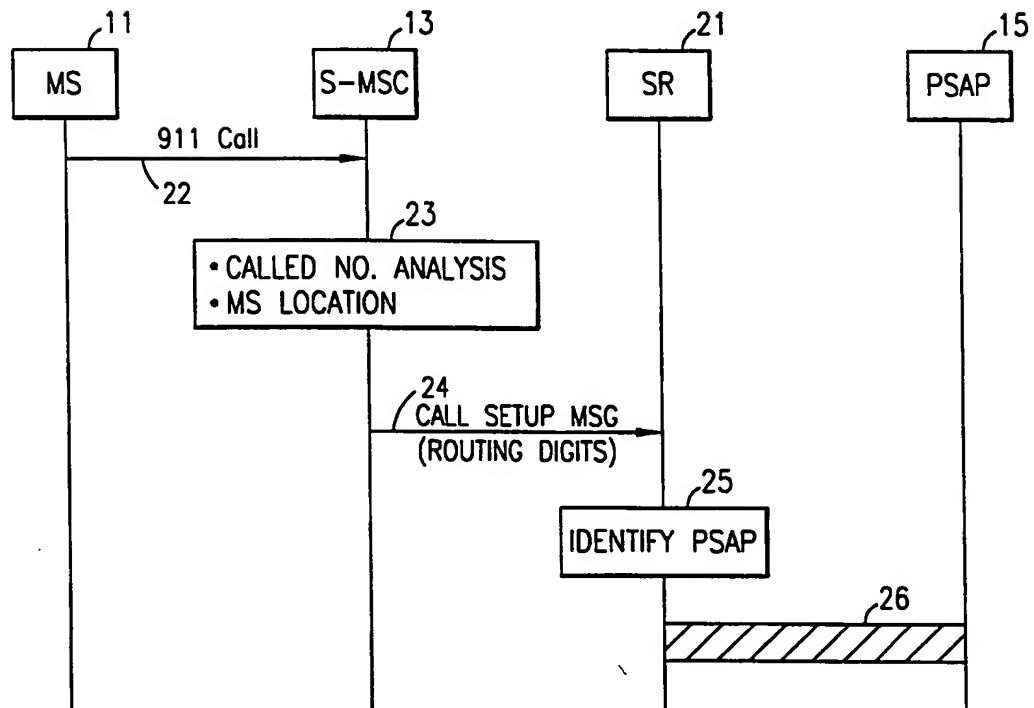 11
13
21
15
MS
S-MSC
SR
PSAP
911 Call
22
23
• CALLED NO. ANALYSIS
• MS LOCATION
24
CALL SETUP MSG
(ROUTING DIGITS)
25
IDENTIFY PSAP
26